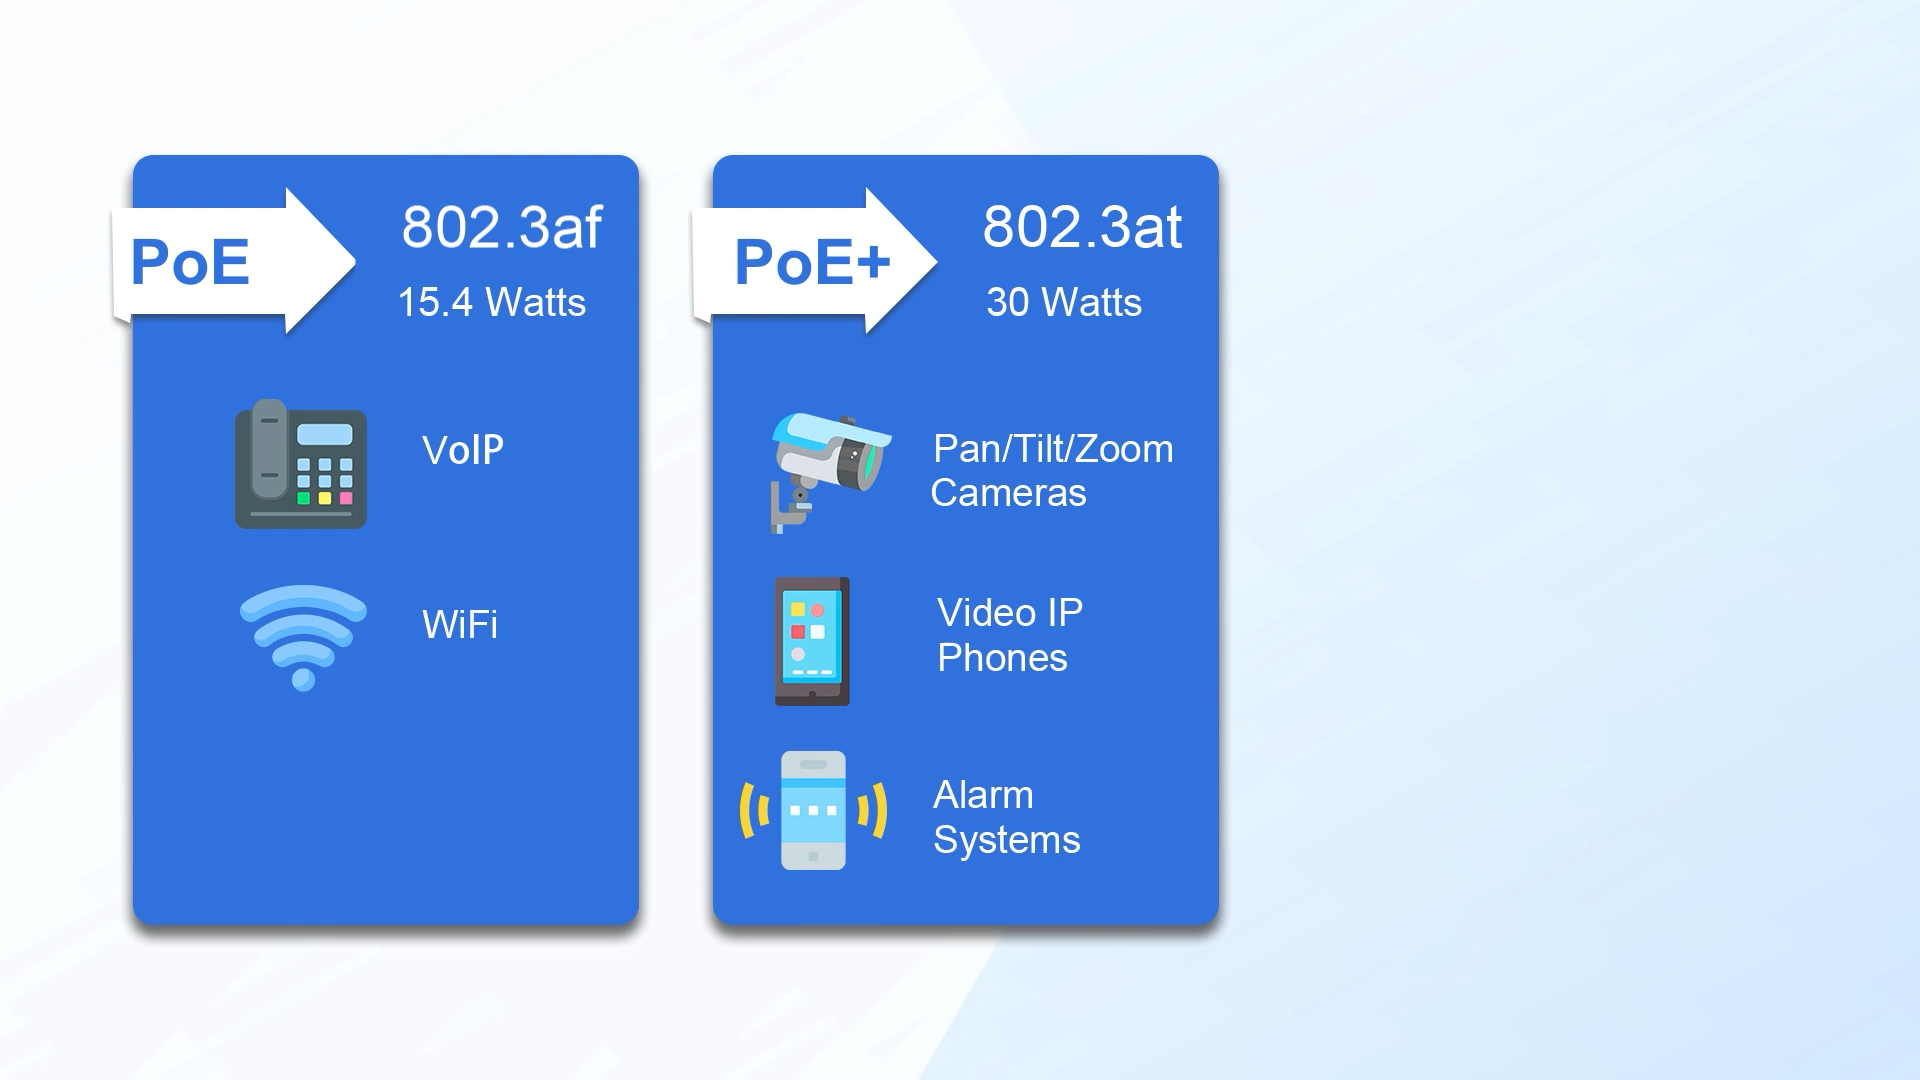 PoE
802.3af
15.4 Watts
VoIP
WiFi
PoE+
802.3at
30 Watts
Pan/Tilt/Zoom
Cameras
Video IP
Phones
Alarm
Systems